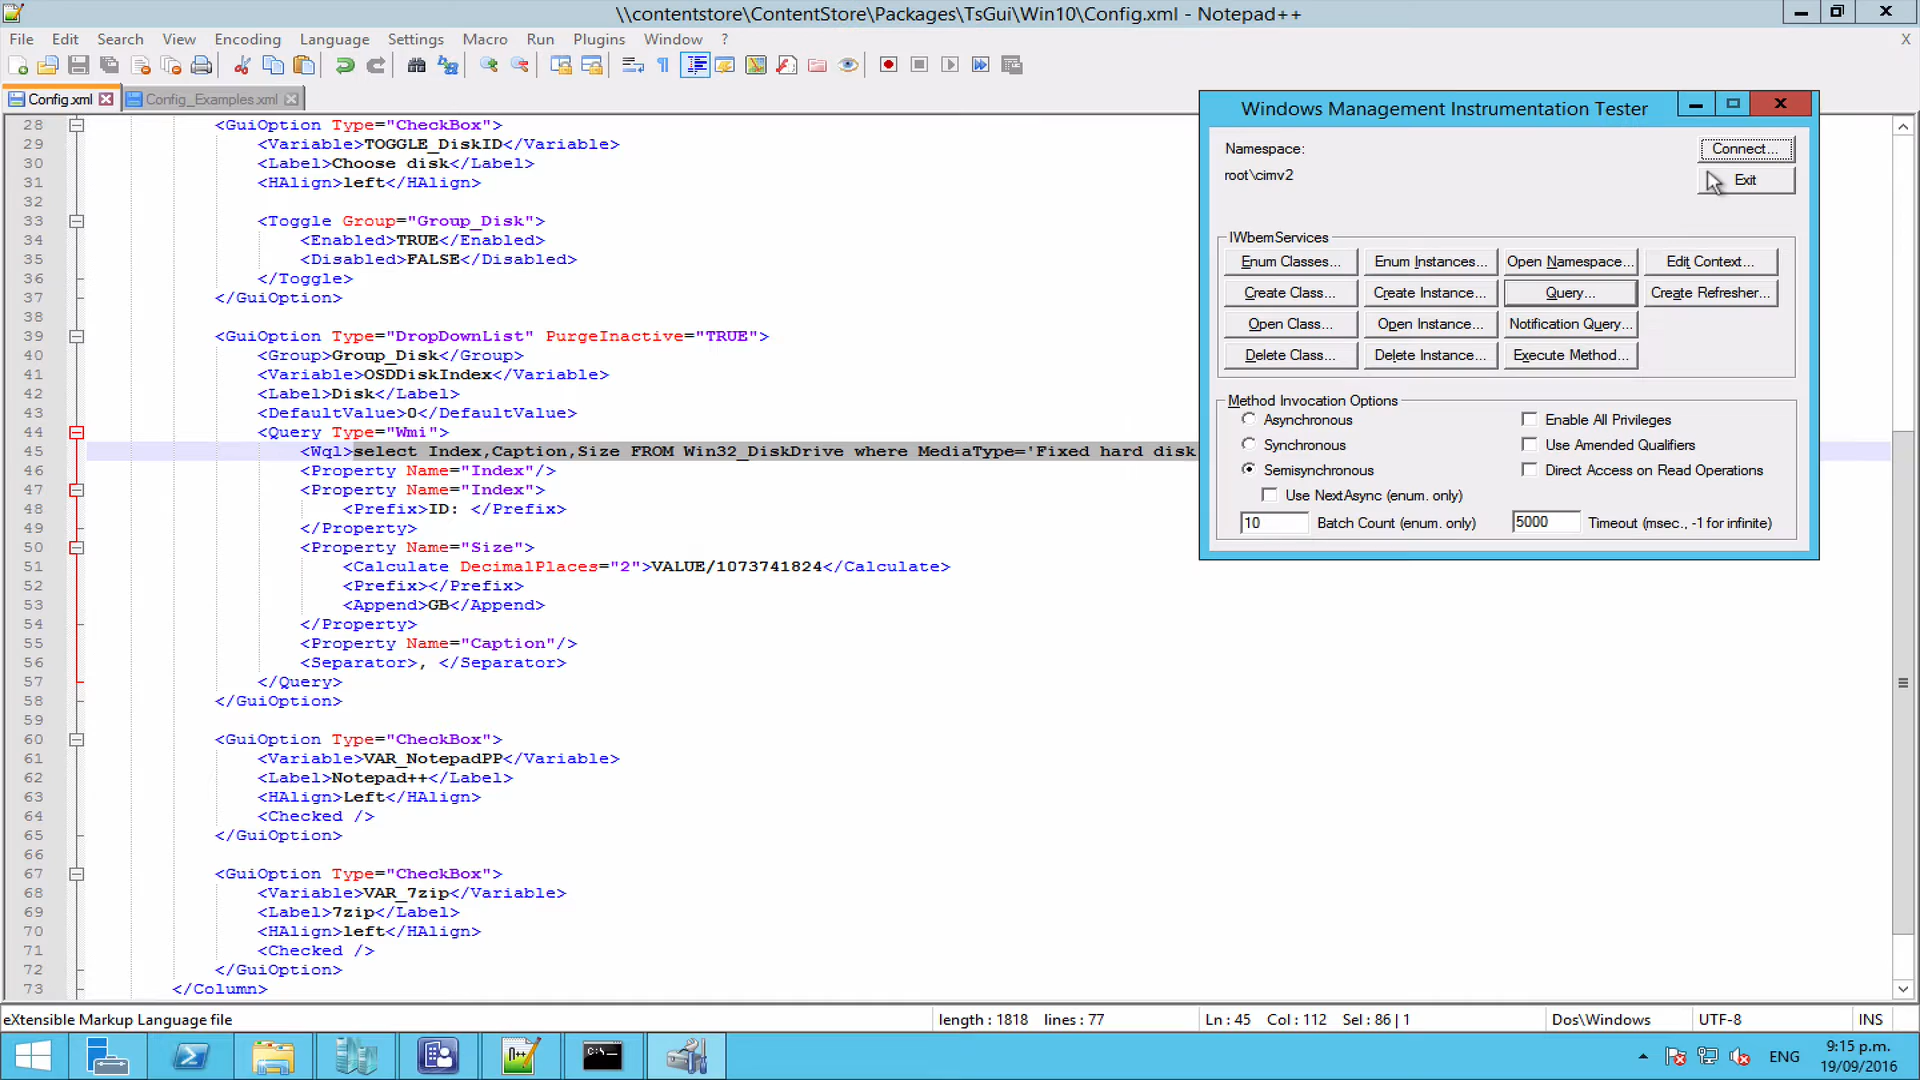 \\contentstore\ContentStore\Packages\TsGui\Win10\Config.xml - Notepad++
File Edit Search View Encoding Language Settings Macro Run Plugins Window ? X
Config.xml Config_Examples.xml
28 <GuiOption Type="CheckBox">
29 <Variable>TOGGLE_DiskID</Variable>
30 <Label>Choose disk</Label>
31 <HAlign>left</HAlign>
32
33 <Toggle Group="Group_Disk">
34 <Enabled>TRUE</Enabled>
35 <Disabled>FALSE</Disabled>
36 </Toggle>
37 </GuiOption>
38
39 <GuiOption Type="DropDownList" PurgeInactive="TRUE">
40 <Group>Group_Disk</Group>
41 <Variable>OSDDiskIndex</Variable>
42 <Label>Disk</Label>
43 <DefaultValue>0</DefaultValue>
44 <Query Type="Wmi">
45 <Wql>select Index,Caption,Size FROM Win32_DiskDrive where MediaType='Fixed hard disk
46 <Property Name="Index"/>
47 <Property Name="Index">
48 <Prefix>ID: </Prefix>
49 </Property>
50 <Property Name="Size">
51 <Calculate DecimalPlaces="2">VALUE/1073741824</Calculate>
52 <Prefix></Prefix>
53 <Append>GB</Append>
54 </Property>
55 <Property Name="Caption"/>
56 <Separator>, </Separator>
57 </Query>
58 </GuiOption>
59
60 <GuiOption Type="CheckBox">
61 <Variable>VAR_NotepadPP</Variable>
62 <Label>Notepad++</Label>
63 <HAlign>Left</HAlign>
64 <Checked />
65 </GuiOption>
66
67 <GuiOption Type="CheckBox">
68 <Variable>VAR_7zip</Variable>
69 <Label>7zip</Label>
70 <HAlign>left</HAlign>
71 <Checked />
72 </GuiOption>
73 </Column>
Windows Management Instrumentation Tester
Namespace: Connect...
root\cimv2 Exit
IWbemServices
Enum Classes... Enum Instances... Open Namespace... Edit Context...
Create Class... Create Instance... Query... Create Refresher...
Open Class... Open Instance... Notification Query...
Delete Class... Delete Instance... Execute Method...
Method Invocation Options
Asynchronous Enable All Privileges
Synchronous Use Amended Qualifiers
Semisynchronous Direct Access on Read Operations
Use NextAsync (enum. only)
10 Batch Count (enum. only) 5000 Timeout (msec., -1 for infinite)
eXtensible Markup Language file length : 1818 lines : 77 Ln : 45 Col : 112 Sel : 86 | 1 Dos\Windows UTF-8 INS
ENG 9:15 p.m.
19/09/2016